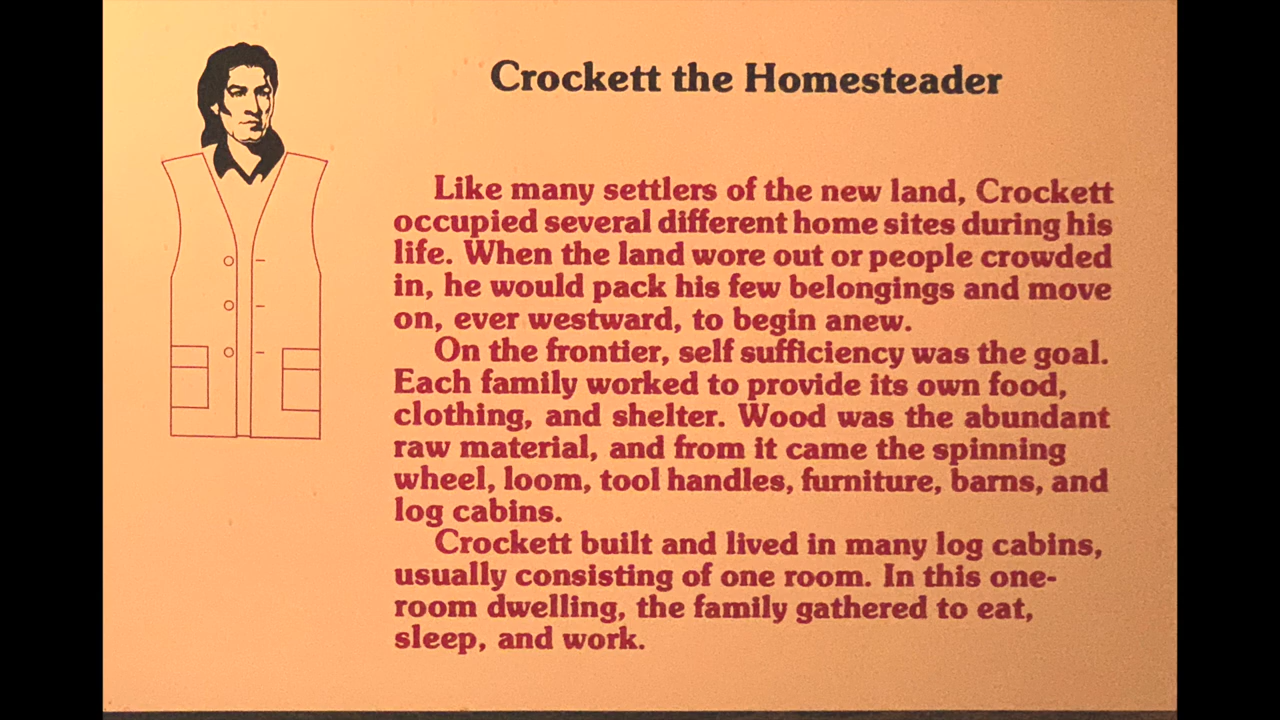 Crockett the Homesteader
Like many settlers of the new land, Crockett
occupied several different home sites during his
life. When the land wore out or people crowded
in, he would pack his few belongings and move
on, ever westward, to begin anew.
On the frontier, self sufficiency was the goal.
Each family worked to provide its own food,
clothing, and shelter. Wood was the abundant
raw material, and from it came the spinning
wheel, loom, tool handles, furniture, barns, and
log cabins.
Crockett built and lived in many log cabins,
usually consisting of one room. In this one-
room dwelling, the family gathered to eat,
sleep, and work.